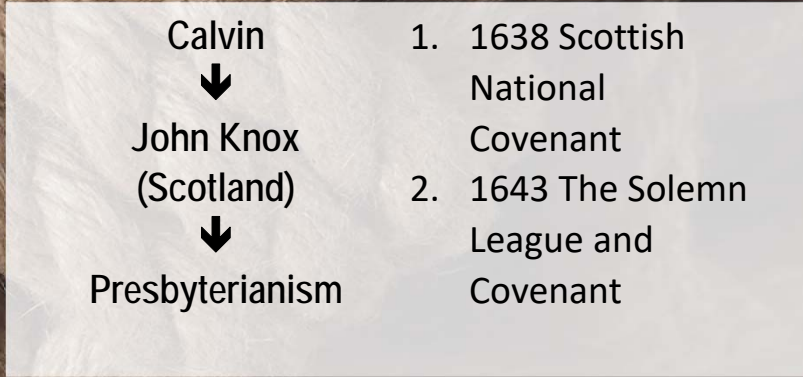 Calvin
🡻
John Knox
(Scotland)
🡻
Presbyterianism
1. 1638 Scottish
National
Covenant
2. 1643 The Solemn
League and
Covenant